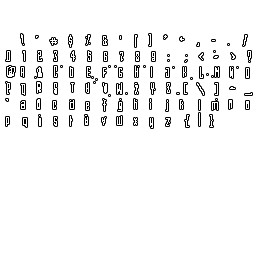 ! " # $ % & ' ( ) * + , - . /
0 1 2 3 4 5 6 7 8 9 : ; < = > ?
@ A B C D E F G H I J K L M N O
P Q R S T U V W X Y Z [ \ ] ^ _
` a b c d e f g h i j k l m n o
p q r s t u v w x y z { | }